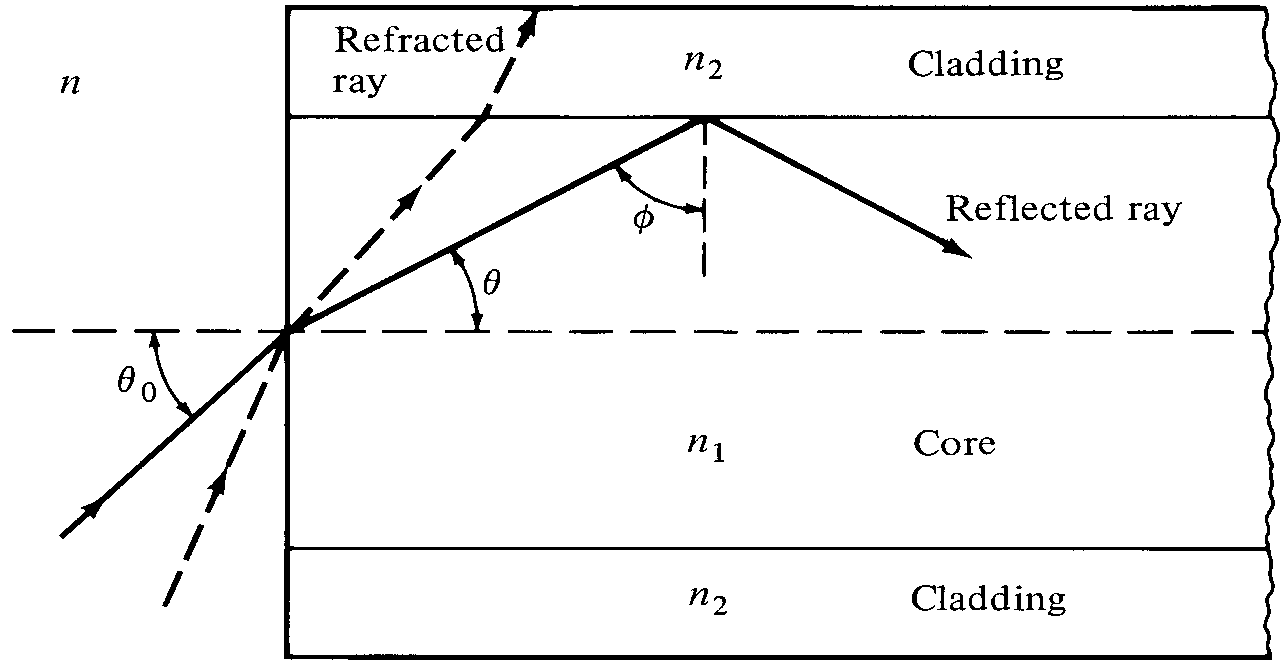 Refracted
ray
n
n2
Cladding
ϕ
Reflected ray
θ
θ0
n1
Core
n2
Cladding